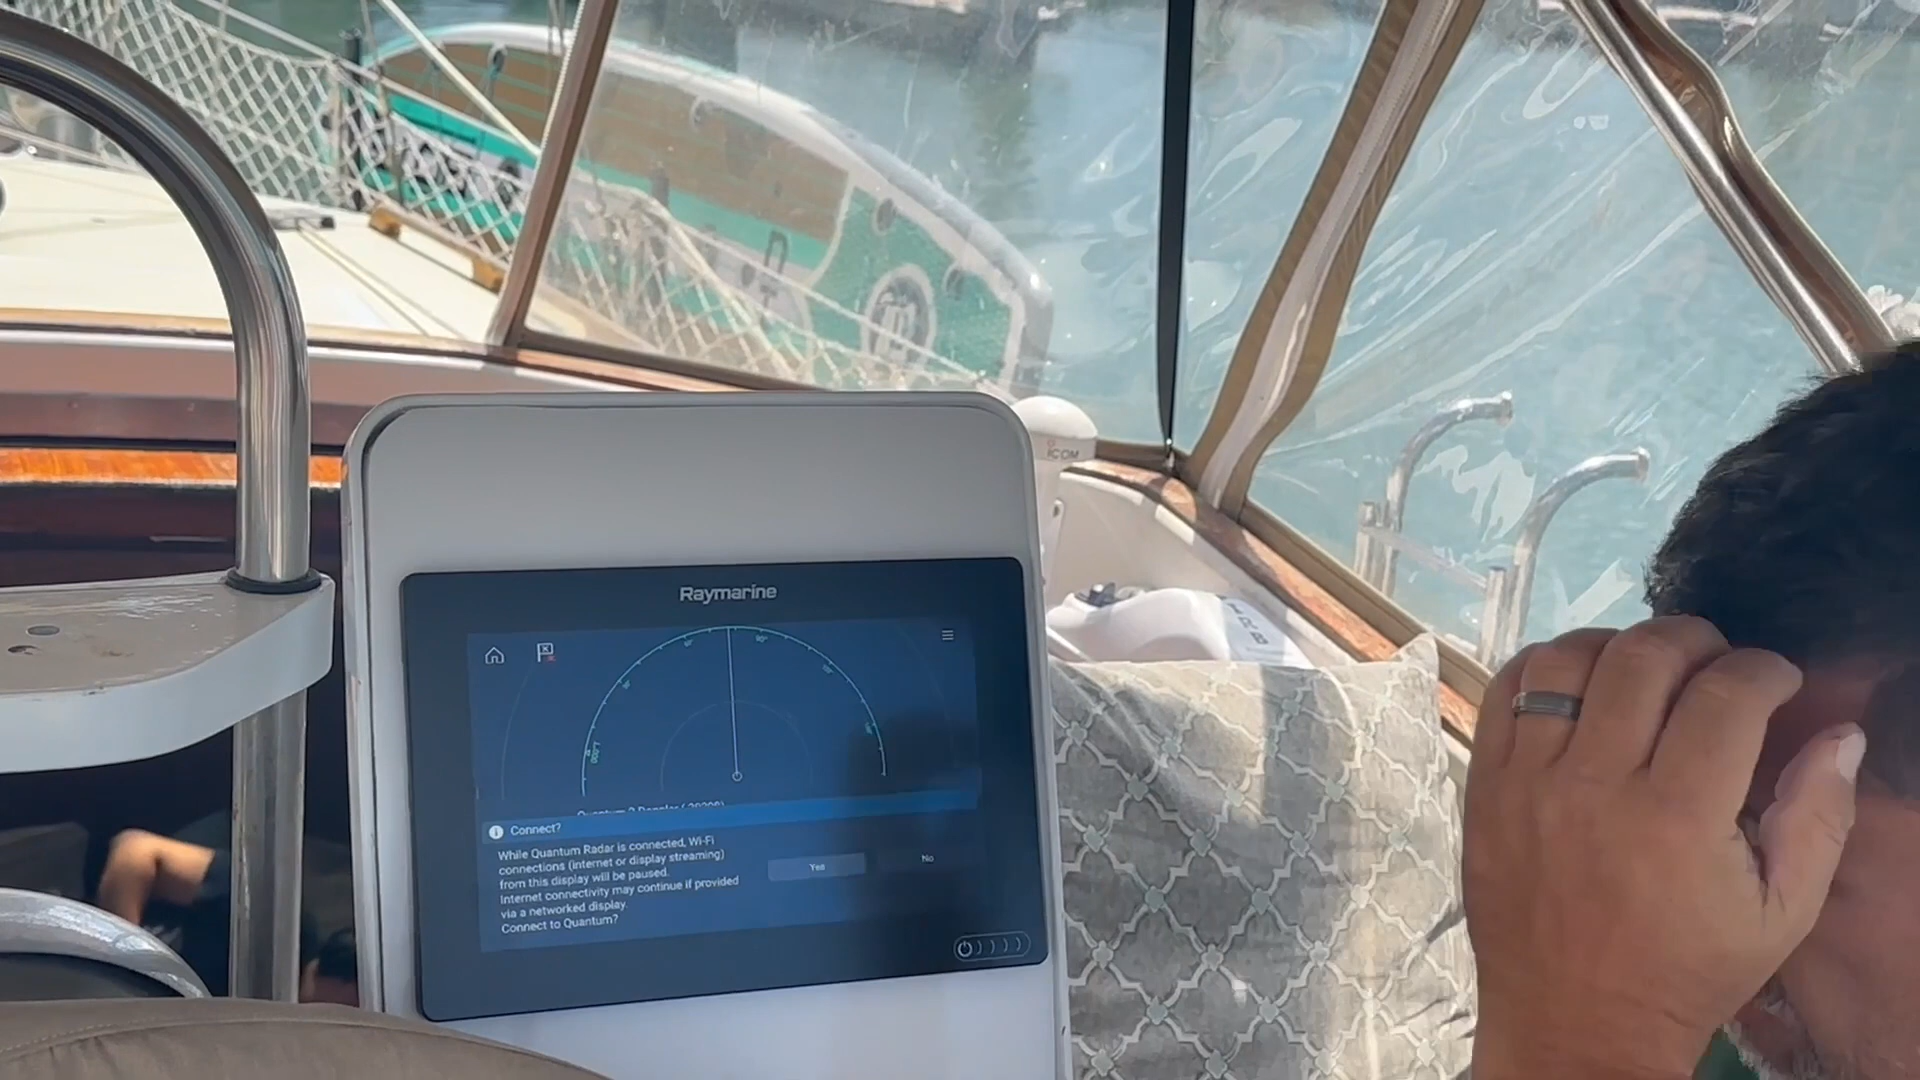 ICOM
Raymarine
Connect?
While Quantum Radar is connected, Wi-Fi
connections (internet or display streaming)
from this display will be paused.
Internet connectivity may continue if provided
via a networked display.
Connect to Quantum?
Yes
No